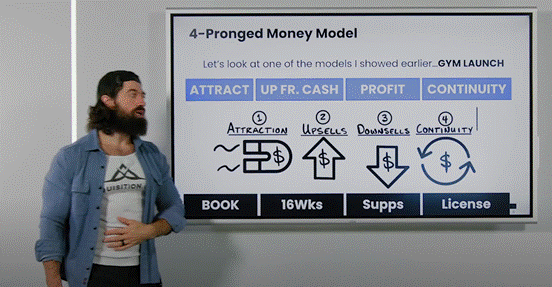 4-Pronged Money Model
Let's look at one of the models I showed earlier...GYM LAUNCH
ATTRACT UP FR. CASH PROFIT CONTINUITY
1 2 3 4
ATTRACTION UPSELLS DOWNSELLS CONTINUITY
$ $ $ $
BOOK 16Wks Supps License
UISITION